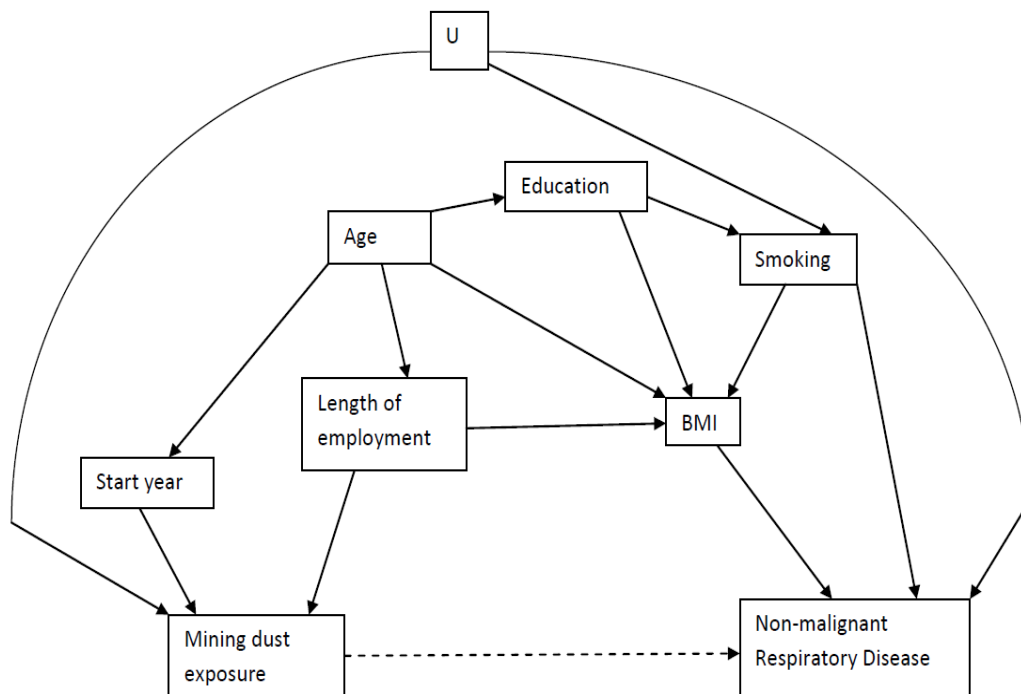 U
Education
Age
Smoking
Length of
employment
BMI
Start year
Mining dust
exposure
Non-malignant
Respiratory Disease